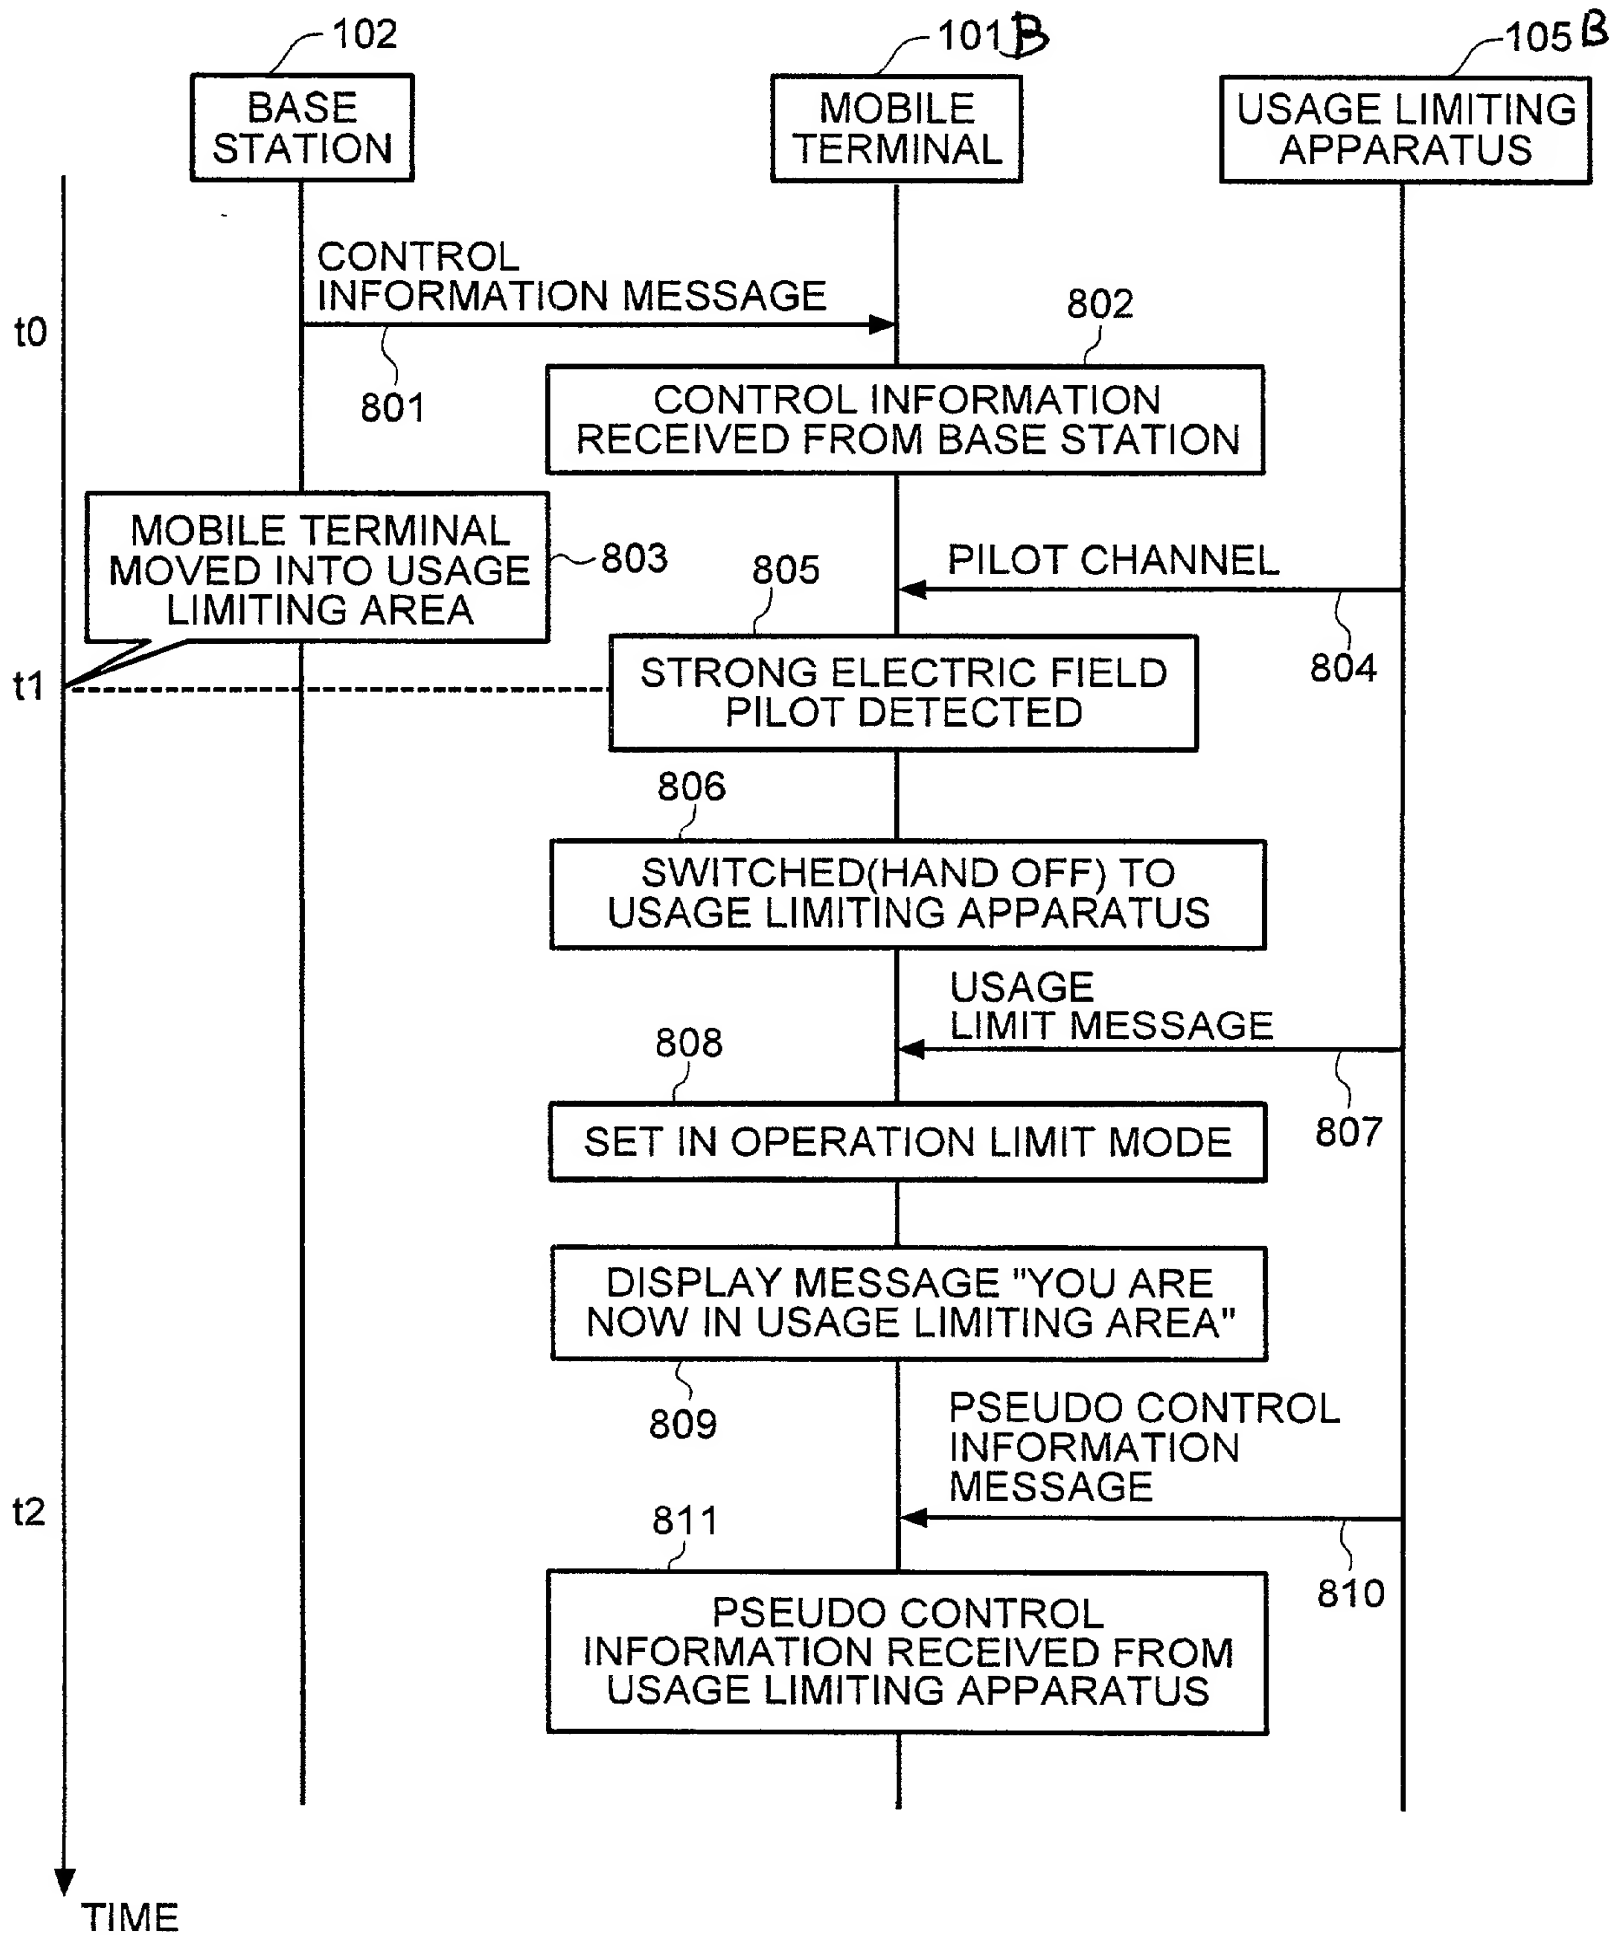 102
101B
105B
BASE
STATION
MOBILE
TERMINAL
USAGE LIMITING
APPARATUS
CONTROL
INFORMATION MESSAGE
t0
801
802
CONTROL INFORMATION
RECEIVED FROM BASE STATION
MOBILE TERMINAL
MOVED INTO USAGE
LIMITING AREA
803
PILOT CHANNEL
804
805
t1
STRONG ELECTRIC FIELD
PILOT DETECTED
806
SWITCHED(HAND OFF) TO
USAGE LIMITING APPARATUS
USAGE
LIMIT MESSAGE
807
808
SET IN OPERATION LIMIT MODE
DISPLAY MESSAGE "YOU ARE
NOW IN USAGE LIMITING AREA"
809
PSEUDO CONTROL
INFORMATION
MESSAGE
t2
810
811
PSEUDO CONTROL
INFORMATION RECEIVED FROM
USAGE LIMITING APPARATUS
TIME